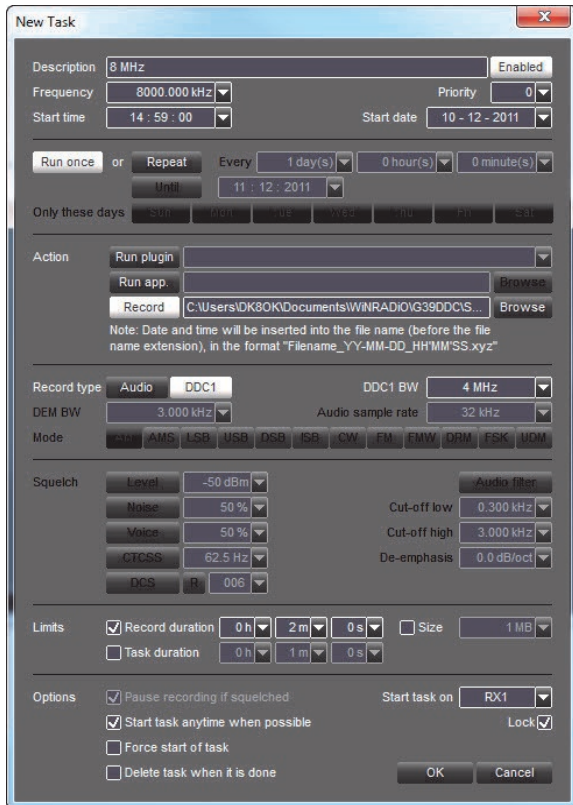 New Task
Description 8 MHz Enabled
Frequency 8000.000 kHz Priority 0
Start time 14 : 59 : 00 Start date 10 - 12 - 2011
Run once or Repeat Every 1 day(s) 0 hour(s) 0 minute(s)
Until 11 : 12 : 2011
Only these days Sun Mon Tue Wed Thu Fri Sat
Action Run plugin
Run app. Browse
Record C:\Users\DK8OK\Documents\WiNRADiO\G39DDC\S... Browse
Note: Date and time will be inserted into the file name (before the file
name extension), in the format "Filename_YY-MM-DD_HH'MM'SS.xyz"
Record type Audio DDC1 DDC1 BW 4 MHz
DEM BW 3.000 kHz Audio sample rate 32 kHz
Mode AM AMS LSB USB DSB ISB CW FM FMW DRM FSK UDM
Squelch Level -50 dBm Audio filter
Noise 50 % Cut-off low 0.300 kHz
Voice 50 % Cut-off high 3.000 kHz
CTCSS 62.5 Hz De-emphasis 0.0 dB/oct
DCS R 006
Limits Record duration 0 h 2 m 0 s Size 1 MB
Task duration 0 h 1 m 0 s
Options Pause recording if squelched Start task on RX1
Start task anytime when possible Lock
Force start of task
Delete task when it is done OK Cancel